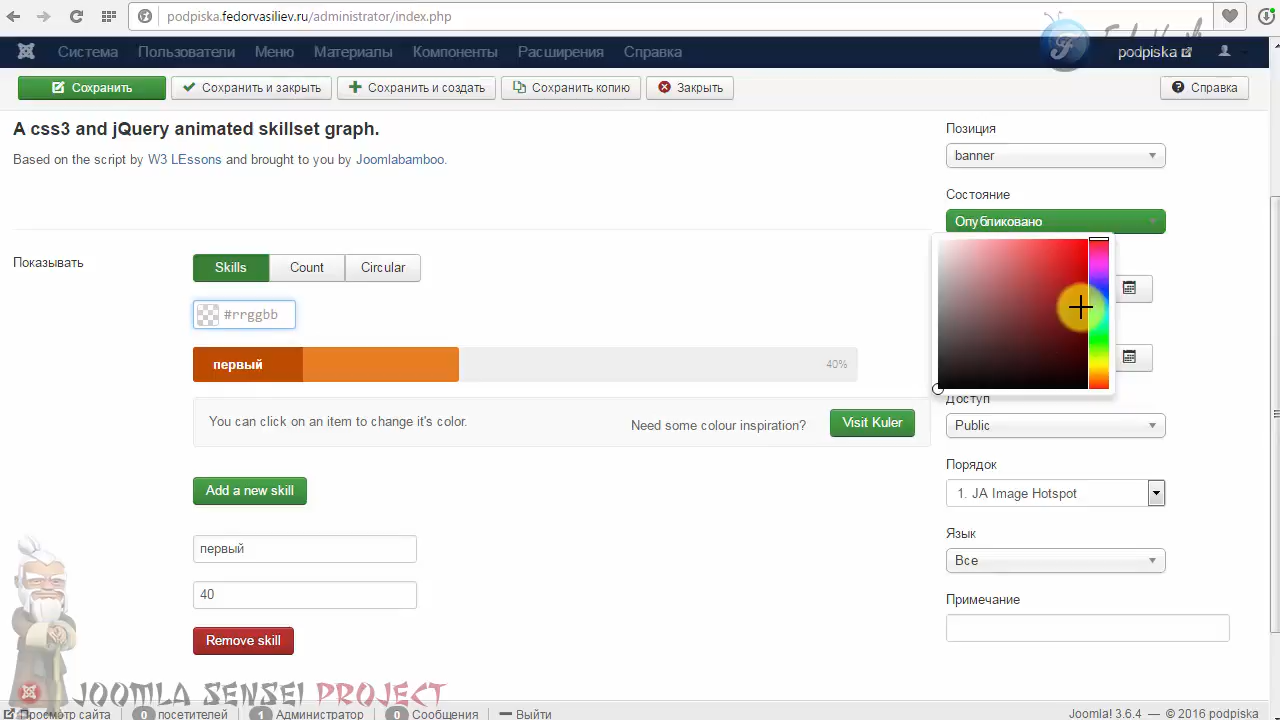 podpiska.fedorvasiliev.ru/administrator/index.php
Система Пользователи Меню Материалы Компоненты Расширения Справка podpiska
Сохранить Сохранить и закрыть Сохранить и создать Сохранить копию Закрыть Справка
A css3 and jQuery animated skillset graph.
Based on the script by W3 LEssons and brought to you by Joomlabamboo.
Позиция
banner
Состояние
Опубликовано
Показывать
Skills Count Circular
#rrggbb
первый 40%
You can click on an item to change it's color. Need some colour inspiration? Visit Kuler
Add a new skill
первый
40
Remove skill
Доступ
Public
Порядок
1. JA Image Hotspot
Язык
Все
Примечание
JOOMLA SENSEI PROJECT
Просмотр сайта 0 посетителей 1 Администратор 0 Сообщения Выйти
Joomla! 3.6.4 — © 2016 podpiska